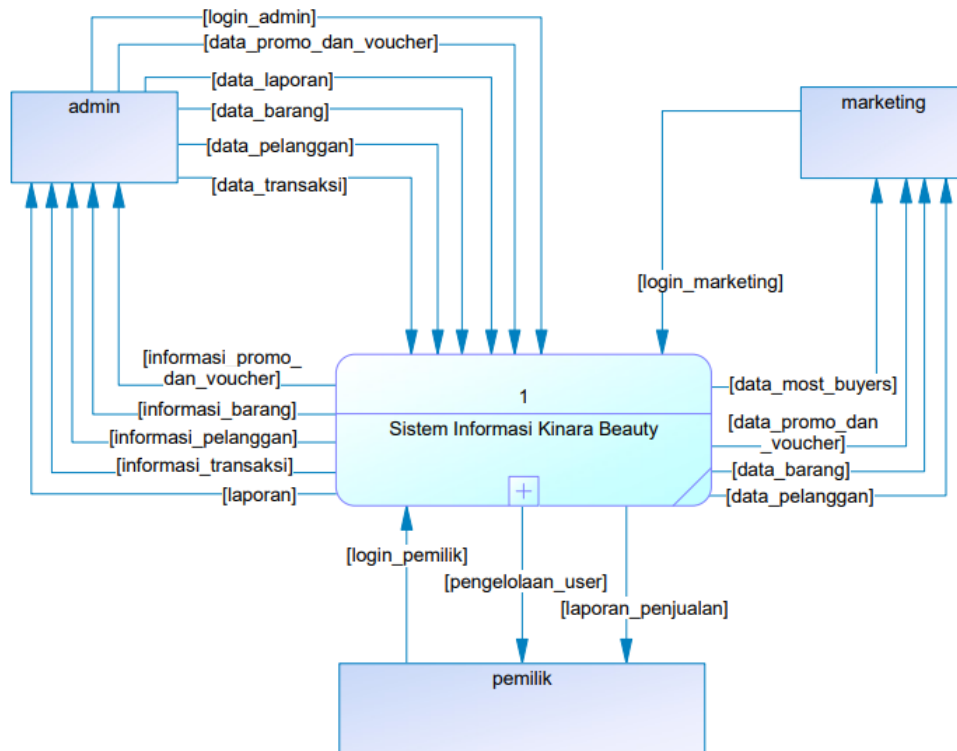 [login_admin]
[data_promo_dan_voucher]
[data_laporan]
admin
[data_barang]
[data_pelanggan]
[data_transaksi]
marketing
[login_marketing]
[informasi_promo_
dan_voucher]
[informasi_barang]
[informasi_pelanggan]
[informasi_transaksi]
[laporan]
1
Sistem Informasi Kinara Beauty
[data_most_buyers]
[data_promo_dan
_voucher]
[data_barang]
[data_pelanggan]
[login_pemilik]
[pengelolaan_user]
[laporan_penjualan]
pemilik